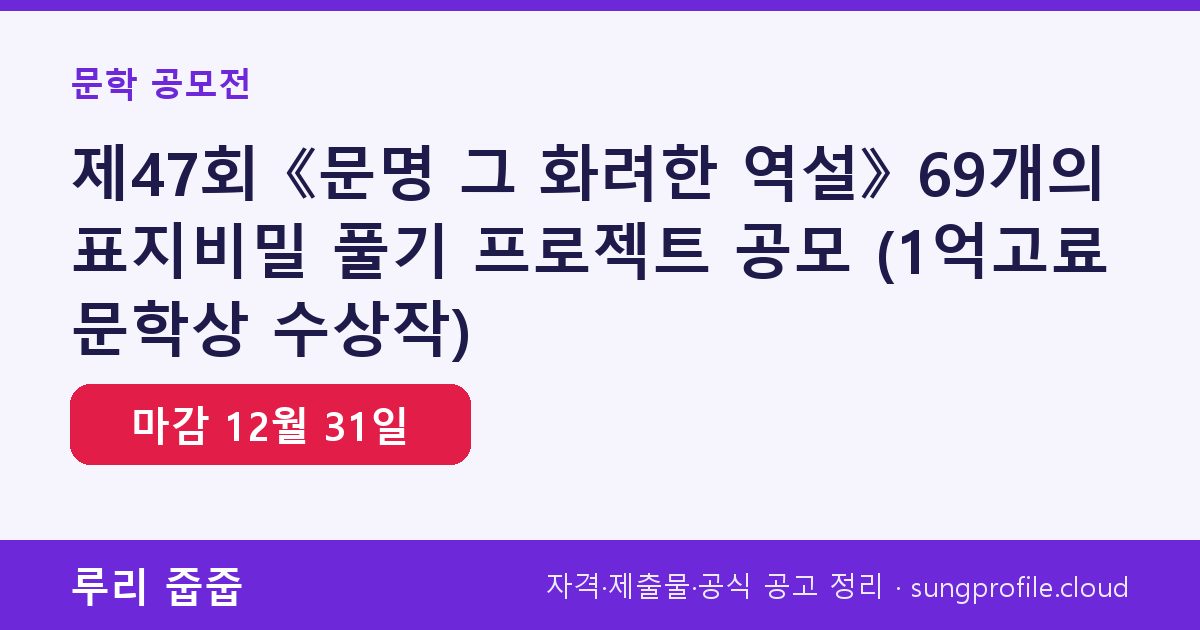 문학 공모전
제47회 《문명 그 화려한 역설》 69개의
표지비밀 풀기 프로젝트 공모 (1억고료
문학상 수상작)
마감 12월 31일
루리 줍줍
자격·제출물·공식 공고 정리 · sungprofile.cloud